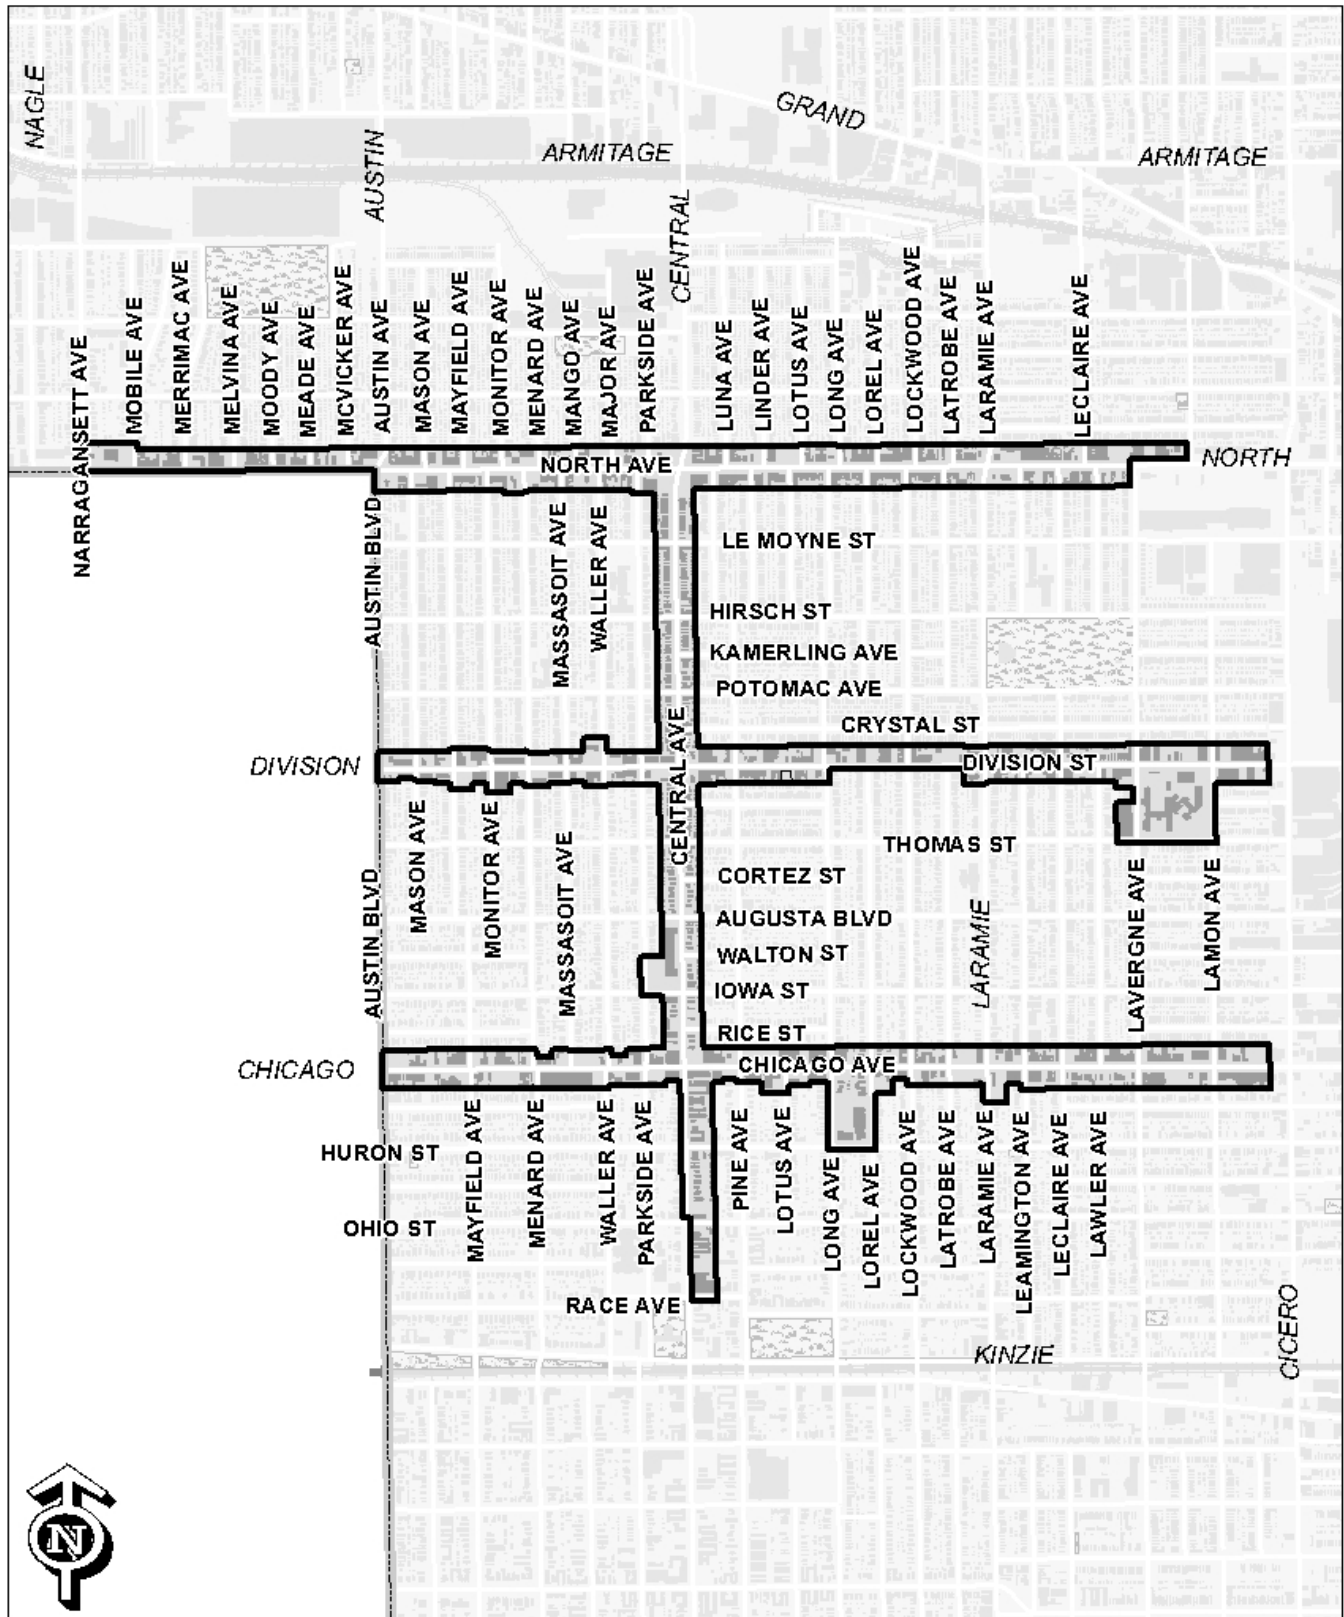 NAGLE
GRAND
AUSTIN
ARMITAGE
ARMITAGE
CENTRAL
NARRAGANSETT AVE
MOBILE AVE
MERRIMAC AVE
MELVINA AVE
MOODY AVE
MEADE AVE
MCVICKER AVE
AUSTIN AVE
MASON AVE
MAYFIELD AVE
MONITOR AVE
MENARD AVE
MANGO AVE
MAJOR AVE
PARKSIDE AVE
LUNA AVE
LINDER AVE
LOTUS AVE
LONG AVE
LOREL AVE
LOCKWOOD AVE
LATROBE AVE
LARAMIE AVE
LECLAIRE AVE
NORTH AVE
NORTH
AUSTIN BLVD
MASSASOIT AVE
WALLER AVE
LE MOYNE ST
HIRSCH ST
KAMERLING AVE
POTOMAC AVE
CRYSTAL ST
DIVISION
CENTRAL AVE
DIVISION ST
AUSTIN BLVD
MASON AVE
MONITOR AVE
MASSASOIT AVE
THOMAS ST
CORTEZ ST
AUGUSTA BLVD
WALTON ST
IOWA ST
RICE ST
LARAMIE
LAVERGNE AVE
LAMON AVE
CHICAGO
CHICAGO AVE
HURON ST
OHIO ST
MAYFIELD AVE
MENARD AVE
WALLER AVE
PARKSIDE AVE
PINE AVE
LOTUS AVE
LONG AVE
LOREL AVE
LOCKWOOD AVE
LATROBE AVE
LARAMIE AVE
LEAMINGTON AVE
LECLAIRE AVE
LAWLER AVE
RACE AVE
KINZIE
CICERO
N